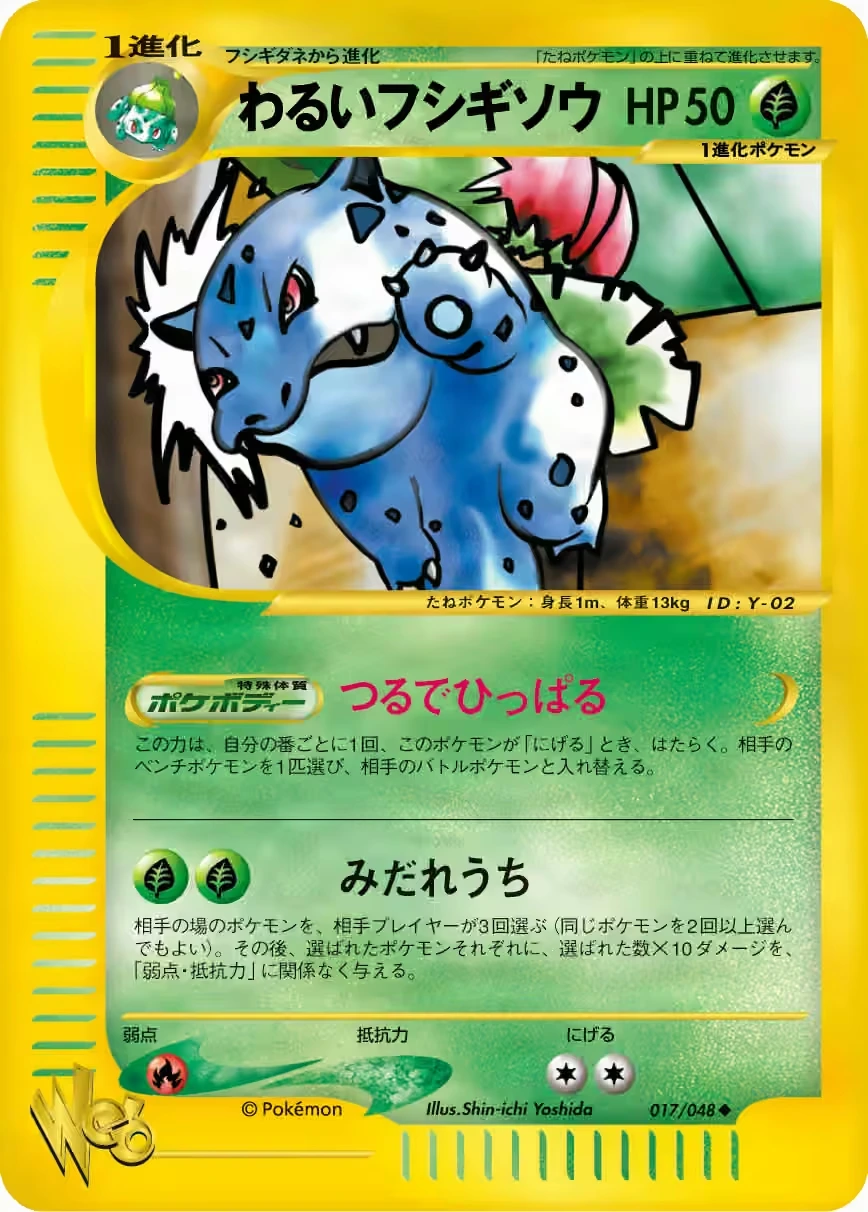 1進化
フシギダネから進化
「たねポケモン」の上に重ねて進化させます。
わるいフシギソウ HP50
1進化ポケモン
たねポケモン：身長1m、体重13kg ID：Y-02
特殊体質
ポケボディー つるでひっぱる
この力は、自分の番ごとに1回、このポケモンが「にげる」とき、はたらく。相手の
ベンチポケモンを1匹選び、相手のバトルポケモンと入れ替える。
みだれうち
相手の場のポケモンを、相手プレイヤーが3回選ぶ（同じポケモンを2回以上選ん
でもよい）。その後、選ばれたポケモンそれぞれに、選ばれた数×10ダメージを、
「弱点・抵抗力」に関係なく与える。
弱点 抵抗力 にげる
©Pokémon Illus.Shin-ichi Yoshida 017/048◆
Web